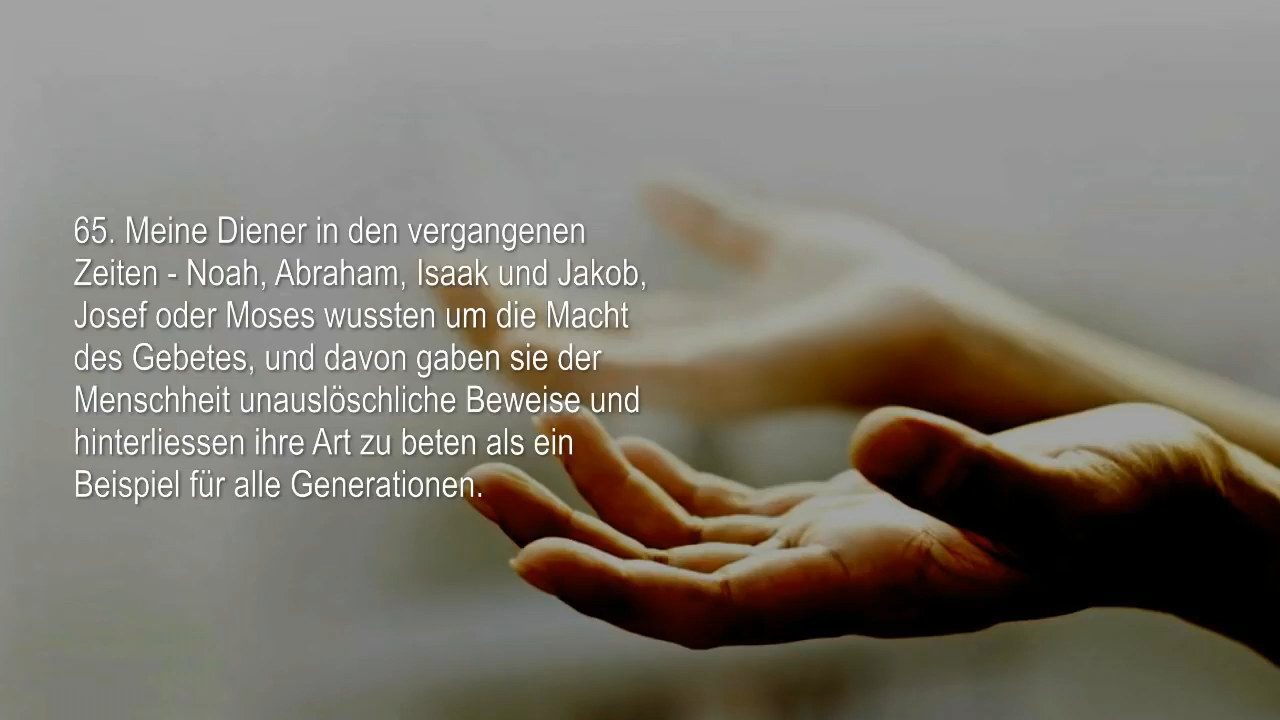 65. Meine Diener in den vergangenen
Zeiten - Noah, Abraham, Isaak und Jakob,
Josef oder Moses wussten um die Macht
des Gebetes, und davon gaben sie der
Menschheit unauslöschliche Beweise und
hinterliessen ihre Art zu beten als ein
Beispiel für alle Generationen.